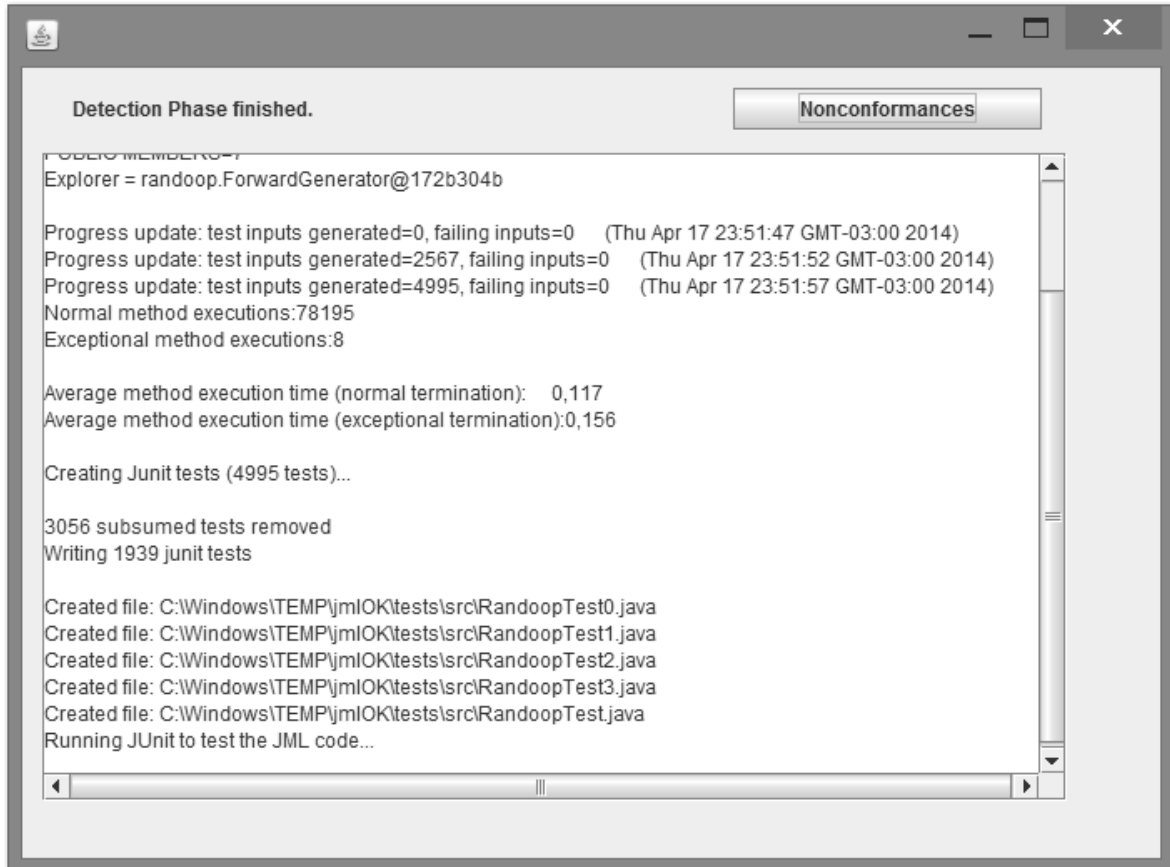 Detection Phase finished.
Nonconformances
PUBLIC MEMBERS=7
Explorer = randoop.ForwardGenerator@172b304b
Progress update: test inputs generated=0, failing inputs=0 (Thu Apr 17 23:51:47 GMT-03:00 2014)
Progress update: test inputs generated=2567, failing inputs=0 (Thu Apr 17 23:51:52 GMT-03:00 2014)
Progress update: test inputs generated=4995, failing inputs=0 (Thu Apr 17 23:51:57 GMT-03:00 2014)
Normal method executions:78195
Exceptional method executions:8
Average method execution time (normal termination): 0,117
Average method execution time (exceptional termination):0,156
Creating Junit tests (4995 tests)...
3056 subsumed tests removed
Writing 1939 junit tests
Created file: C:\Windows\TEMP\jmlOK\tests\src\RandoopTest0.java
Created file: C:\Windows\TEMP\jmlOK\tests\src\RandoopTest1.java
Created file: C:\Windows\TEMP\jmlOK\tests\src\RandoopTest2.java
Created file: C:\Windows\TEMP\jmlOK\tests\src\RandoopTest3.java
Created file: C:\Windows\TEMP\jmlOK\tests\src\RandoopTest.java
Running JUnit to test the JML code...